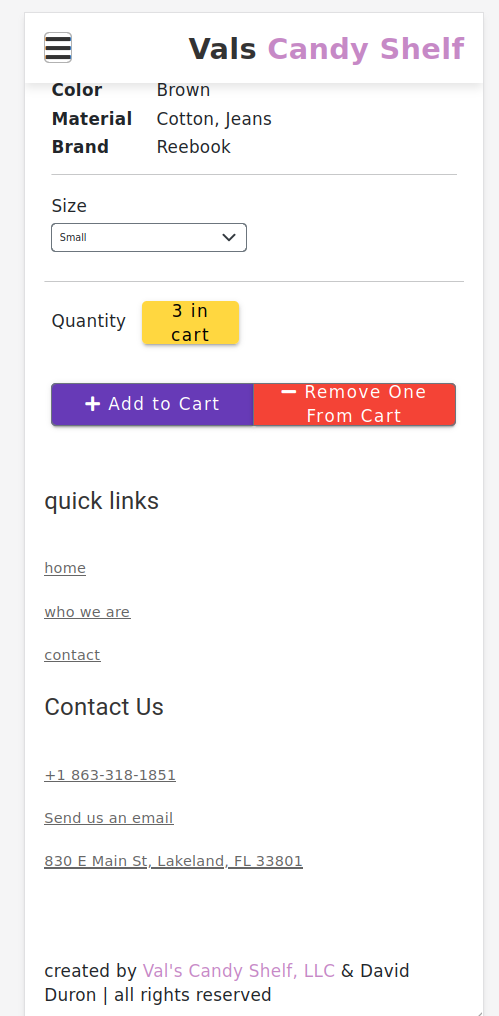 Vals Candy Shelf
Color Brown
Material Cotton, Jeans
Brand Reebook
Size
Small
Quantity 3 in cart
Add to Cart
Remove One From Cart
quick links
home
who we are
contact
Contact Us
+1 863-318-1851
Send us an email
830 E Main St, Lakeland, FL 33801
created by Val's Candy Shelf, LLC & David
Duron | all rights reserved